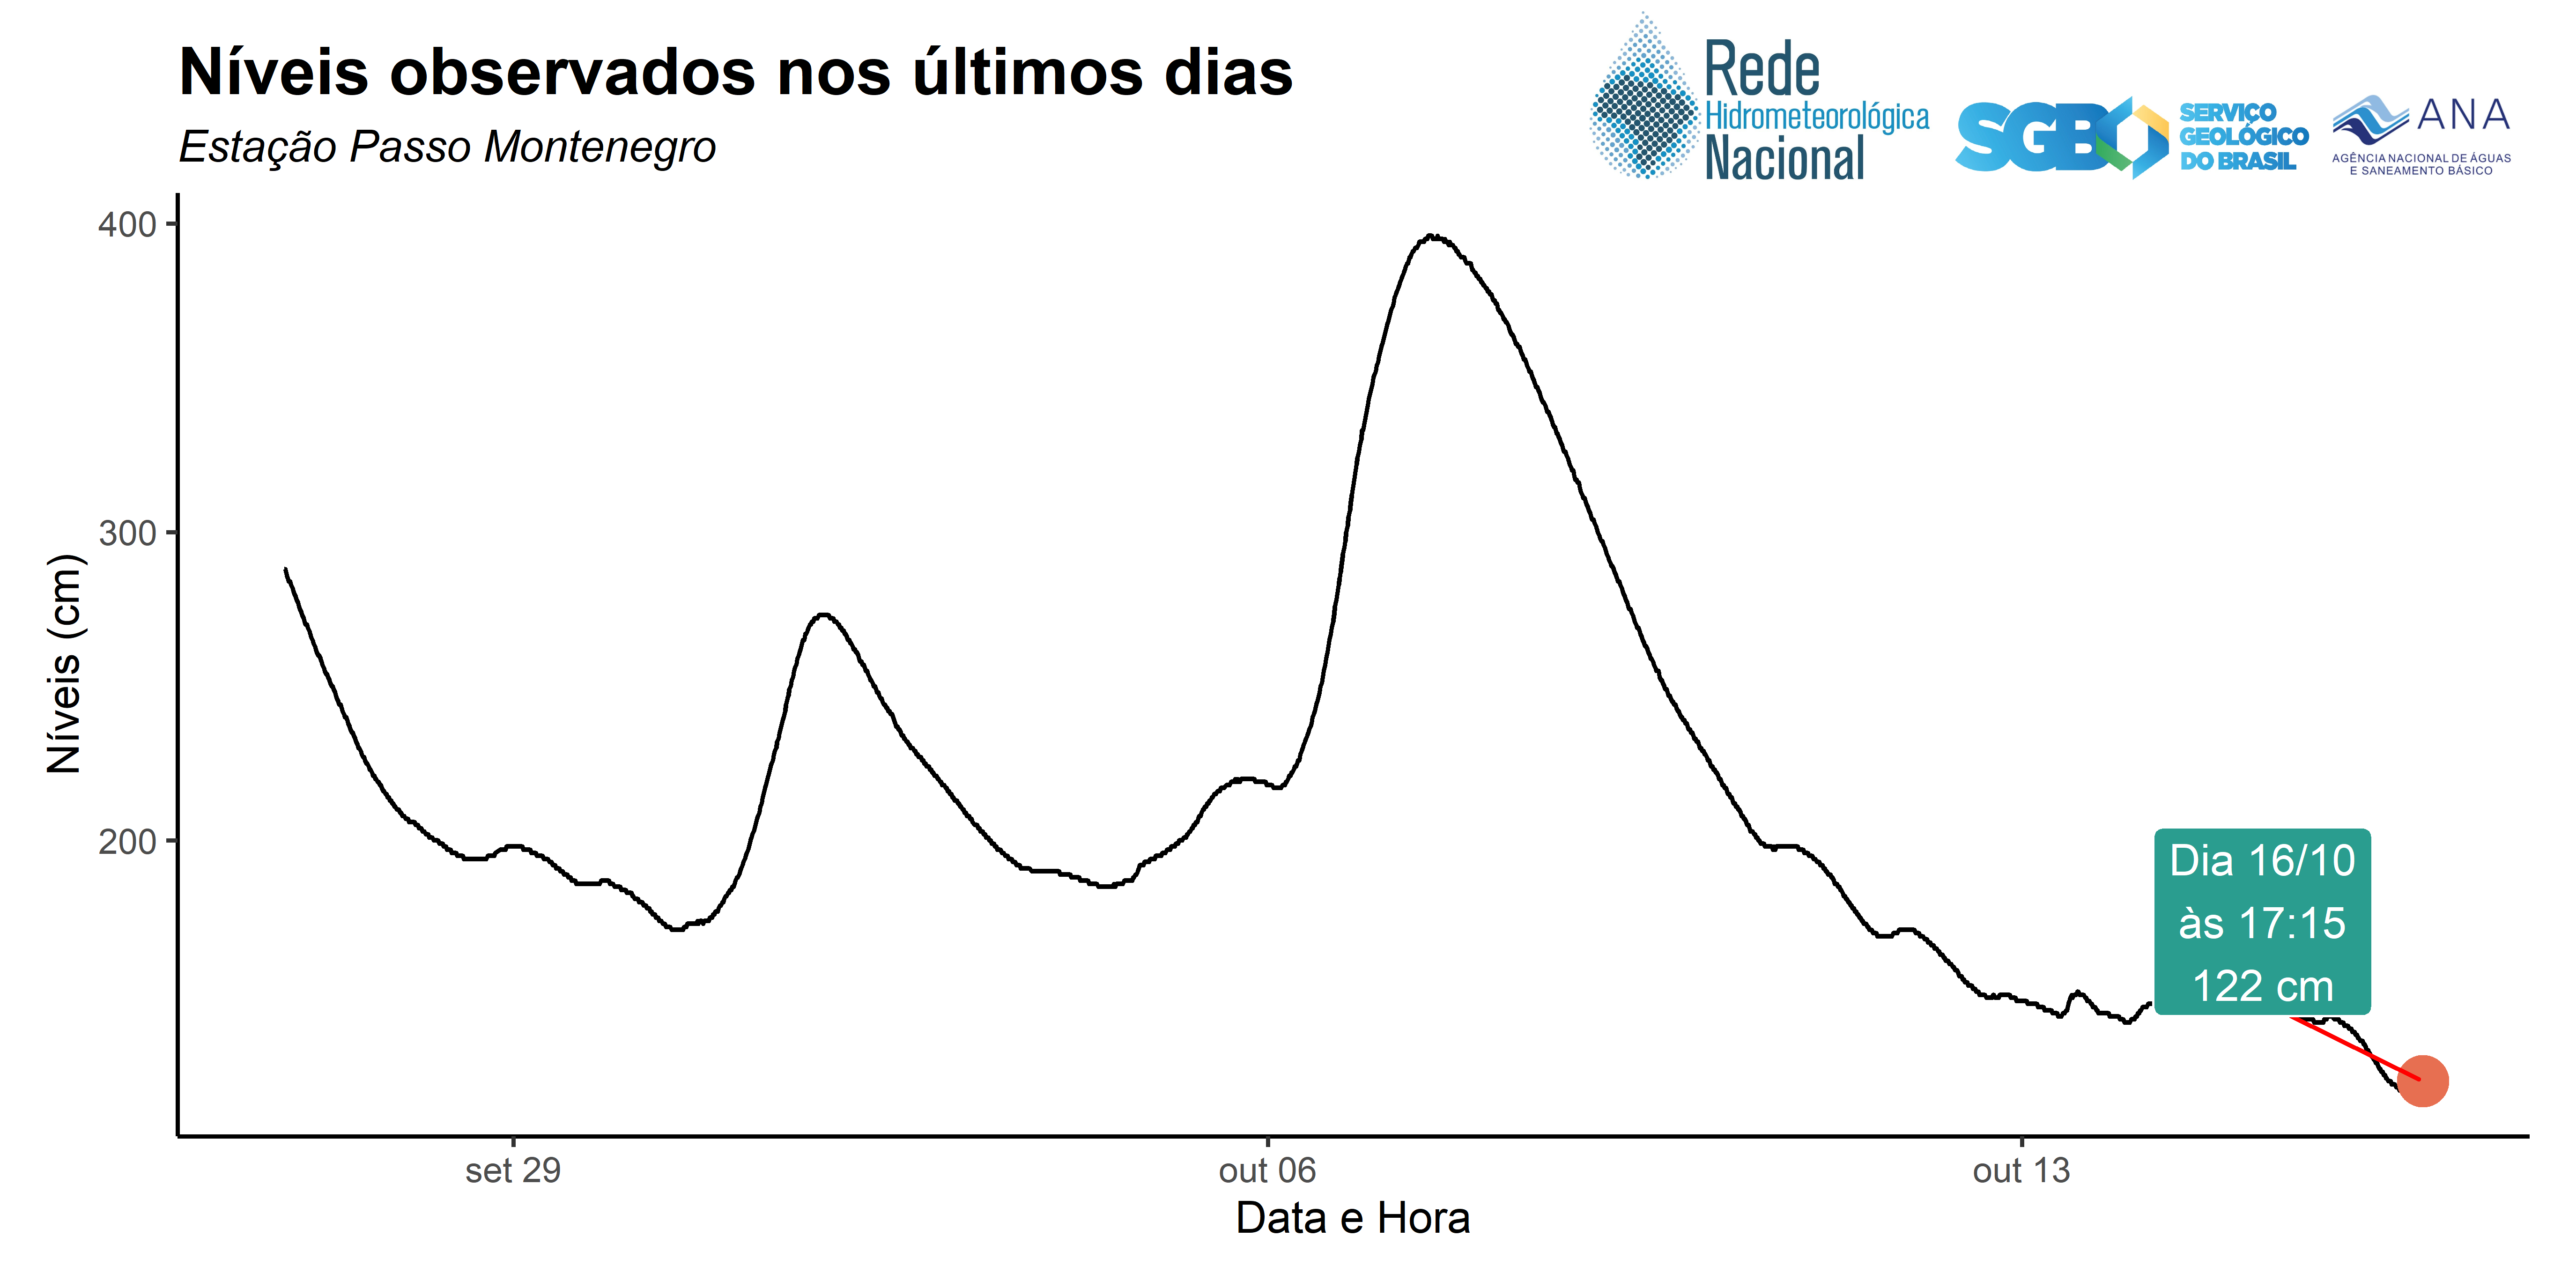 Níveis observados nos últimos dias
Estação Passo Montenegro
Rede
Hidrometeorológica
Nacional
SGB
SERVIÇO
GEOLÓGICO
DO BRASIL
ANA
AGÊNCIA NACIONAL DE ÁGUAS
E SANEAMENTO BÁSICO
Níveis (cm)
400
300
200
Dia 16/10
às 17:15
122 cm
set 29
out 06
out 13
Data e Hora